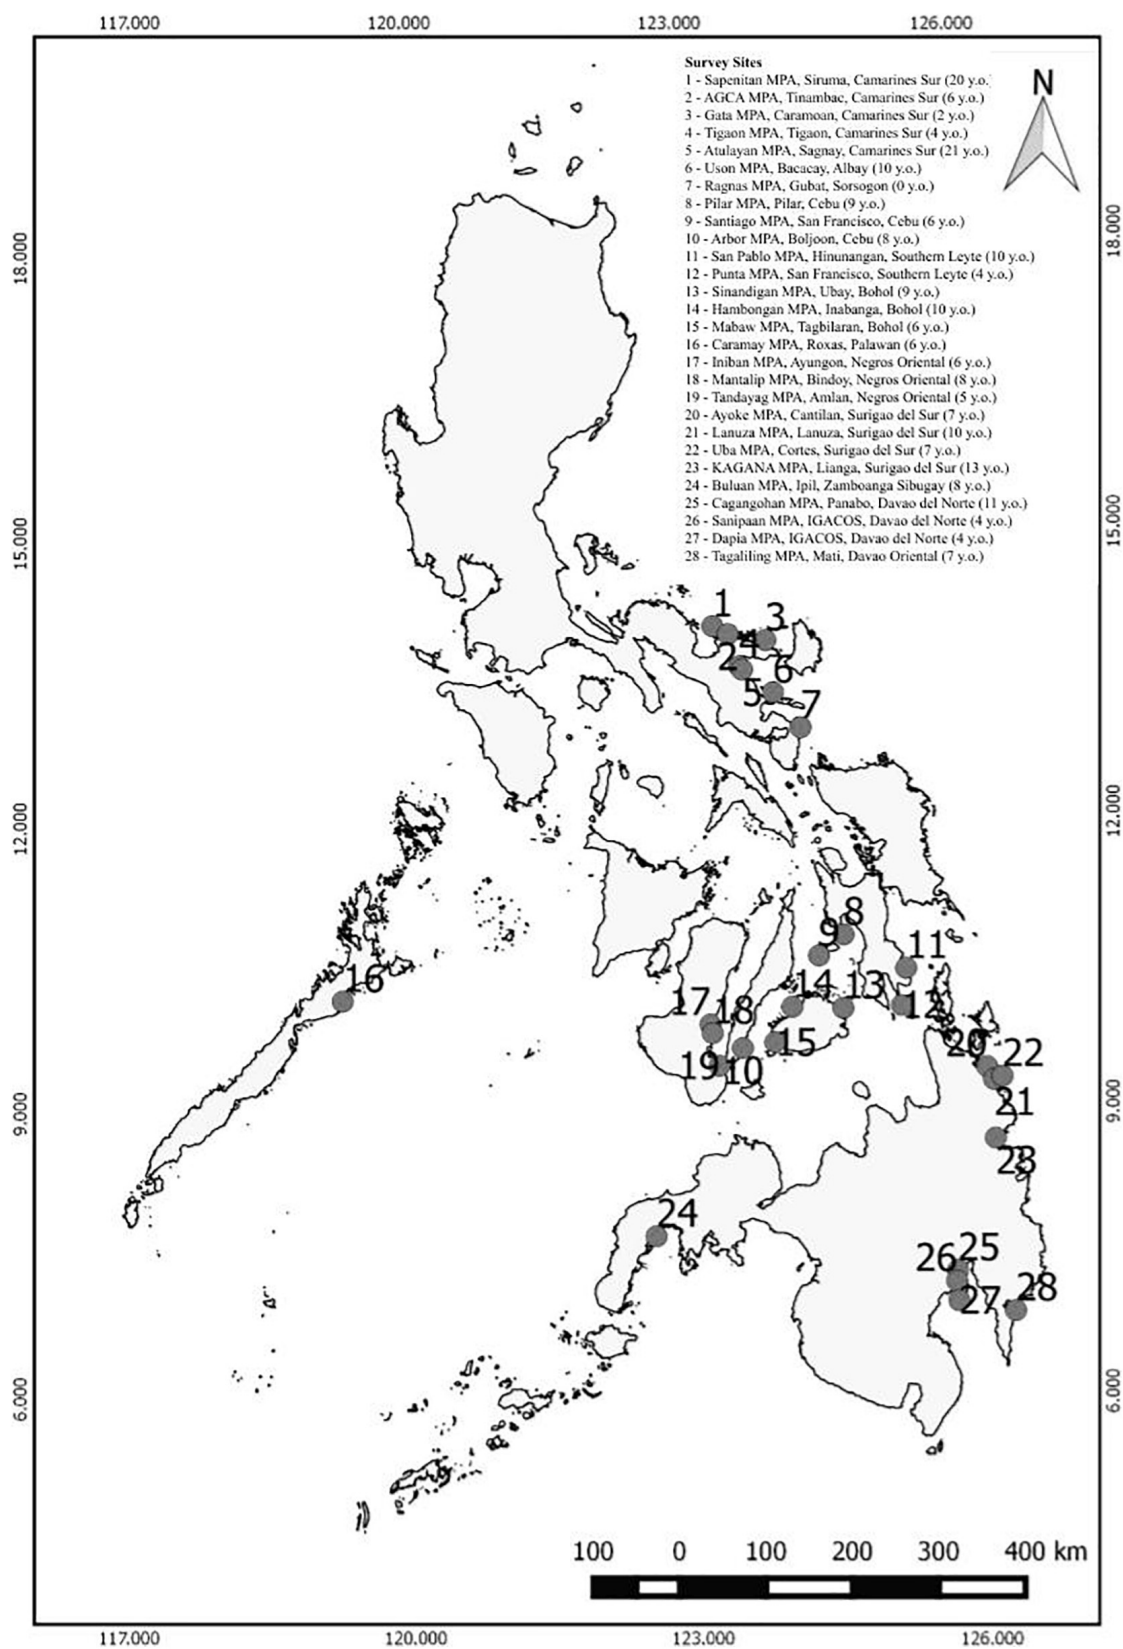 117.000 120.000 123.000 126.000
Survey Sites
1 - Sapenitan MPA, Siruma, Camarines Sur (20 y.o.
2 - AGCA MPA, Tinambac, Camarines Sur (6 y.o.)
3 - Gata MPA, Caramoan, Camarines Sur (2 y.o.)
4 - Tigaon MPA, Tigaon, Camarines Sur (4 y.o.)
5 - Atulayan MPA, Sagnay, Camarines Sur (21 y.o.)
6 - Uson MPA, Bacacay, Albay (10 y.o.)
7 - Ragnas MPA, Gubat, Sorsogon (0 y.o.)
8 - Pilar MPA, Pilar, Cebu (9 y.o.)
9 - Santiago MPA, San Francisco, Cebu (6 y.o.)
10 - Arbor MPA, Boljoon, Cebu (8 y.o.)
11 - San Pablo MPA, Hinunangan, Southern Leyte (10 y.o.)
12 - Punta MPA, San Francisco, Southern Leyte (4 y.o.)
13 - Sinandigan MPA, Ubay, Bohol (9 y.o.)
14 - Hambongan MPA, Inabanga, Bohol (10 y.o.)
15 - Mabaw MPA, Tagbilaran, Bohol (6 y.o.)
16 - Caramay MPA, Roxas, Palawan (6 y.o.)
17 - Iniban MPA, Ayungon, Negros Oriental (6 y.o.)
18 - Mantalip MPA, Bindoy, Negros Oriental (8 y.o.)
19 - Tandayag MPA, Amlan, Negros Oriental (5 y.o.)
20 - Ayoke MPA, Cantilan, Surigao del Sur (7 y.o.)
21 - Lanuza MPA, Lanuza, Surigao del Sur (10 y.o.)
22 - Uba MPA, Cortes, Surigao del Sur (7 y.o.)
23 - KAGANA MPA, Lianga, Surigao del Sur (13 y.o.)
24 - Buluan MPA, Ipil, Zamboanga Sibugay (8 y.o.)
25 - Cagangohan MPA, Panabo, Davao del Norte (11 y.o.)
26 - Sanipaan MPA, IGACOS, Davao del Norte (4 y.o.)
27 - Dapia MPA, IGACOS, Davao del Norte (4 y.o.)
28 - Tagaliling MPA, Mati, Davao Oriental (7 y.o.)
N
18.000 18.000
15.000 15.000
1
3
4
2
6
5
7
12.000 12.000
8
9
11
16
14 13
12
17 18
15
20
22
19 10
21
9.000 9.000
23
24
25
26
28
27
6.000 6.000
100 0 100 200 300 400 km
117.000 120.000 123.000 126.000